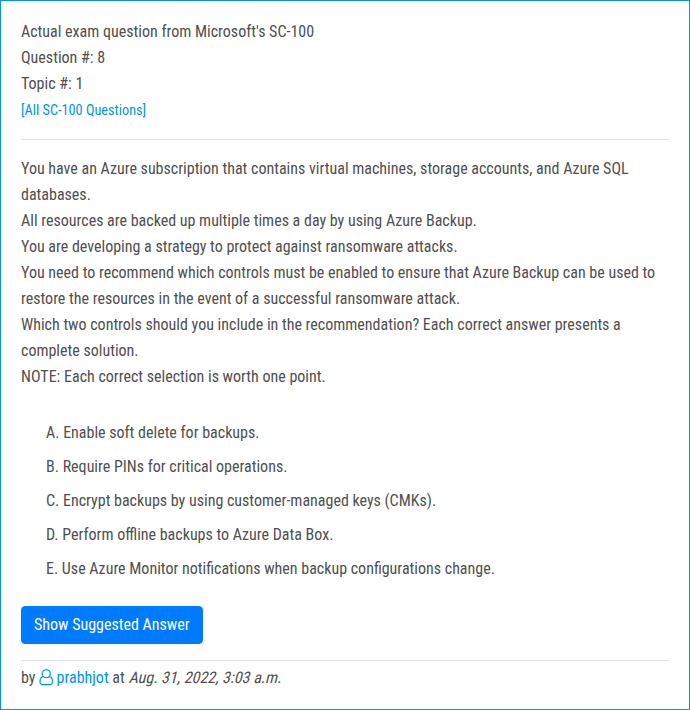 Actual exam question from Microsoft's SC-100
Question #: 8
Topic #: 1
[All SC-100 Questions]
You have an Azure subscription that contains virtual machines, storage accounts, and Azure SQL
databases.
All resources are backed up multiple times a day by using Azure Backup.
You are developing a strategy to protect against ransomware attacks.
You need to recommend which controls must be enabled to ensure that Azure Backup can be used to
restore the resources in the event of a successful ransomware attack.
Which two controls should you include in the recommendation? Each correct answer presents a
complete solution.
NOTE: Each correct selection is worth one point.
A. Enable soft delete for backups.
B. Require PINs for critical operations.
C. Encrypt backups by using customer-managed keys (CMKs).
D. Perform offline backups to Azure Data Box.
E. Use Azure Monitor notifications when backup configurations change.
Show Suggested Answer
by prabhjot at Aug. 31, 2022, 3:03 a.m.